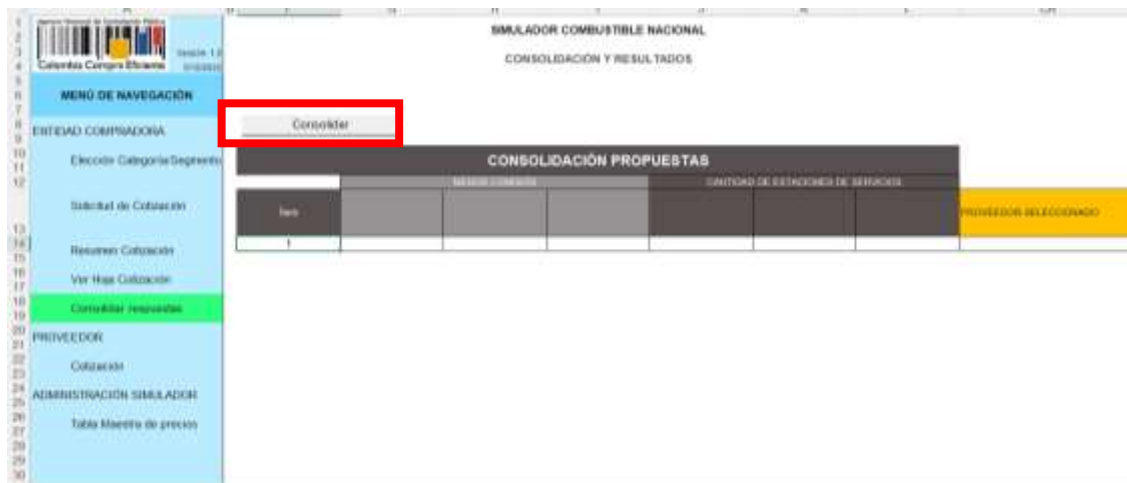 SIMULADOR COMBUSTIBLE NACIONAL
CONSOLIDACIÓN Y RESULTADOS
Colombia Compra Eficiente
MENÚ DE NAVEGACIÓN
ENTIDAD COMPRADORA
Elección Categoría/Segmento
Solicitud de Cotización
Resumen Cotización
Ver Hoja Cotización
Consolidar respuestas
PROVEEDOR
Cotización
ADMINISTRACIÓN SIMULADOR
Tabla Maestra de precios
Consolidar
CONSOLIDACIÓN PROPUESTAS
CANTIDAD DE ESTACIONES DE SERVICIOS
Ítem
PROVEEDOR SELECCIONADO
1